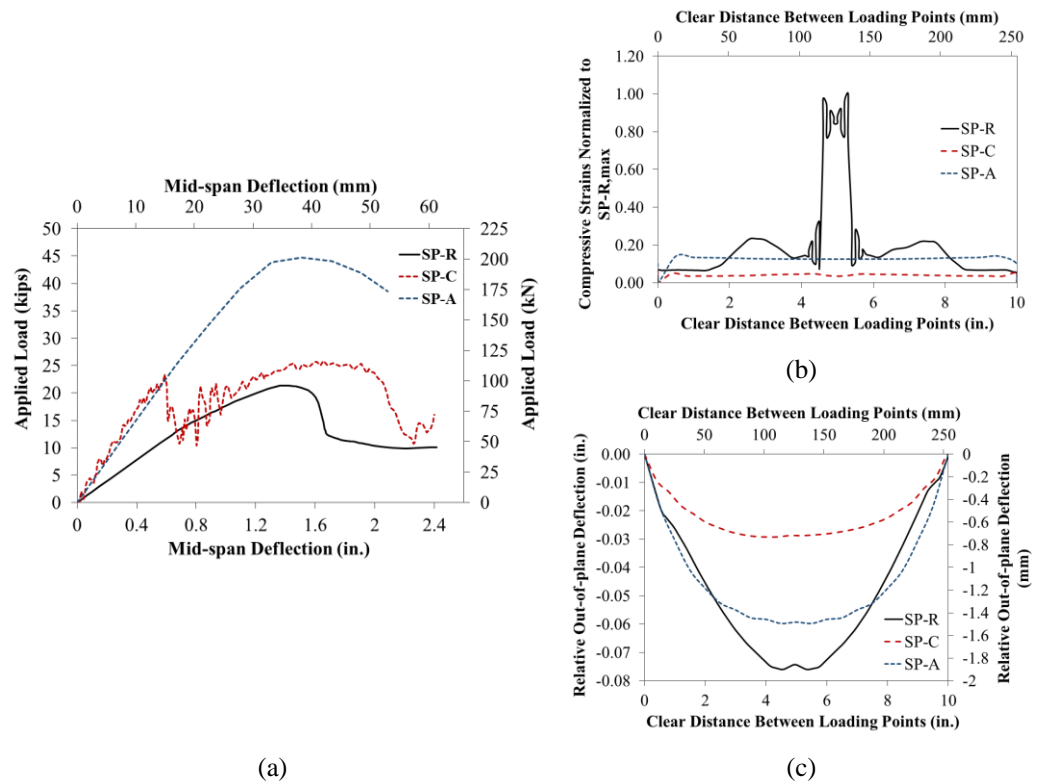 Mid-span Deflection (mm)
0 10 20 30 40 50 60
50
45
40
35
30
25
20
15
10
5
0
Applied Load (kips)
SP-R
SP-C
SP-A
225
200
175
150
125
100
75
50
25
0
Applied Load (kN)
0 0.4 0.8 1.2 1.6 2 2.4
Mid-span Deflection (in.)
(a)
Clear Distance Between Loading Points (mm)
0 50 100 150 200 250
Compressive Strains Normalized to
SP-R,max
1.20
1.00
0.80
0.60
0.40
0.20
0.00
SP-R
SP-C
SP-A
0 2 4 6 8 10
Clear Distance Between Loading Points (in.)
(b)
Clear Distance Between Loading Points (mm)
0 50 100 150 200 250
Relative Out-of-plane Deflection (in.)
0.00
-0.01
-0.02
-0.03
-0.04
-0.05
-0.06
-0.07
-0.08
SP-R
SP-C
SP-A
0
-0.2
-0.4
-0.6
-0.8
-1
-1.2
-1.4
-1.6
-1.8
-2
Relative Out-of-plane Deflection
(mm)
0 2 4 6 8 10
Clear Distance Between Loading Points (in.)
(c)